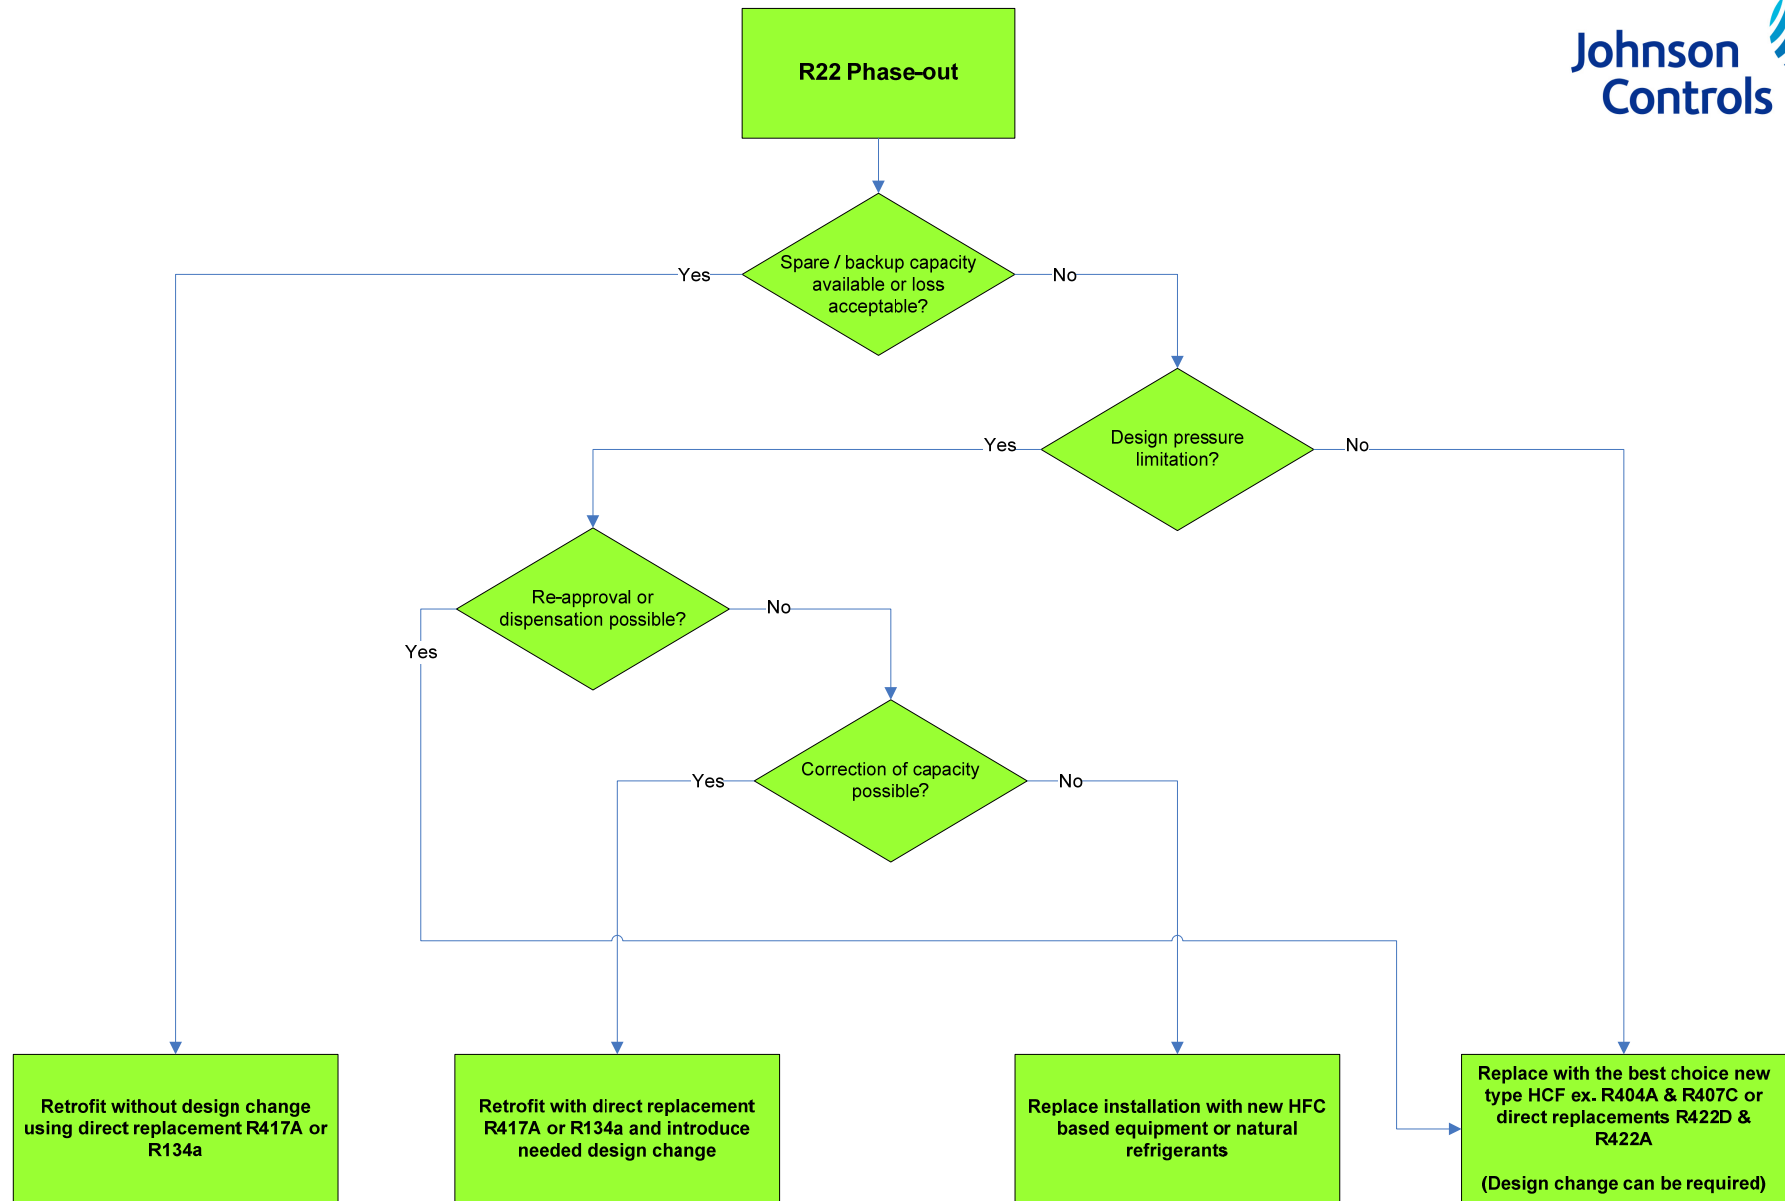 Johnson
Controls
R22 Phase-out
Spare / backup capacity
available or loss
acceptable?
Yes
No
Design pressure
limitation?
Yes
No
Re-approval or
dispensation possible?
Yes
No
Correction of capacity
possible?
Yes
No
Retrofit without design change
using direct replacement R417A or
R134a
Retrofit with direct replacement
R417A or R134a and introduce
needed design change
Replace installation with new HFC
based equipment or natural
refrigerants
Replace with the best choice new
type HCF ex. R404A & R407C or
direct replacements R422D &
R422A
(Design change can be required)